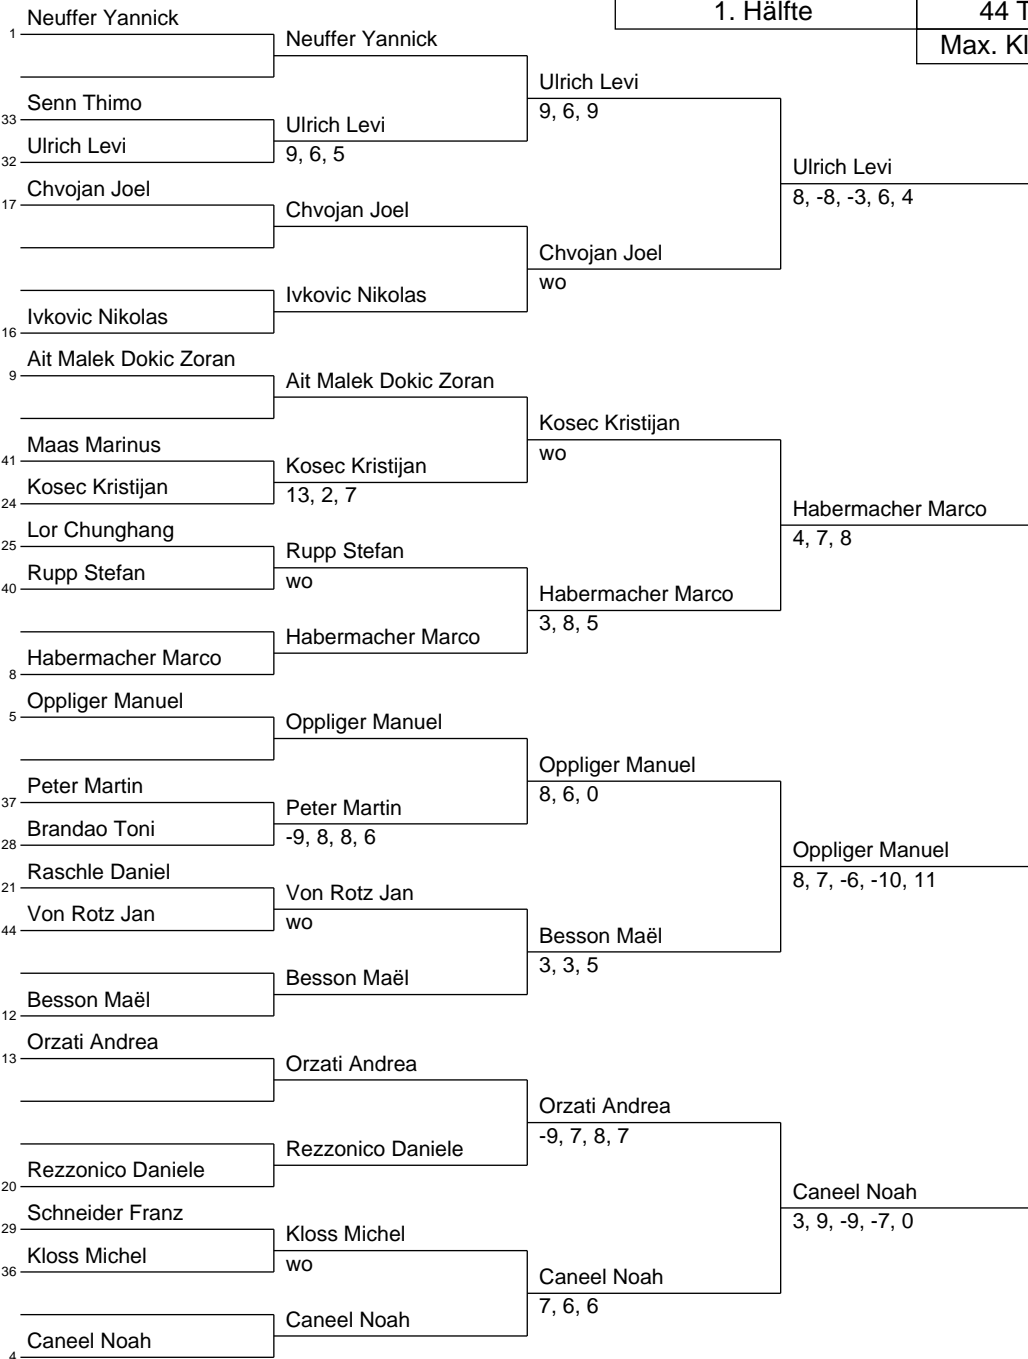 1. Hälfte
44 T
Max. Kl
Neuffer Yannick
1
Senn Thimo
33
Ulrich Levi
32
Chvojan Joel
17
Ivkovic Nikolas
16
Ait Malek Dokic Zoran
9
Maas Marinus
41
Kosec Kristijan
24
Lor Chunghang
25
Rupp Stefan
40
Habermacher Marco
8
Oppliger Manuel
5
Peter Martin
37
Brandao Toni
28
Raschle Daniel
21
Von Rotz Jan
44
Besson Maël
12
Orzati Andrea
13
Rezzonico Daniele
20
Schneider Franz
29
Kloss Michel
36
Caneel Noah
4
Neuffer Yannick
Ulrich Levi
9, 6, 5
Chvojan Joel
Ivkovic Nikolas
Ait Malek Dokic Zoran
Kosec Kristijan
13, 2, 7
Rupp Stefan
wo
Habermacher Marco
Oppliger Manuel
Peter Martin
-9, 8, 8, 6
Von Rotz Jan
wo
Besson Maël
Orzati Andrea
Rezzonico Daniele
Kloss Michel
wo
Caneel Noah
Ulrich Levi
9, 6, 9
Chvojan Joel
wo
Kosec Kristijan
wo
Habermacher Marco
3, 8, 5
Oppliger Manuel
8, 6, 0
Besson Maël
3, 3, 5
Orzati Andrea
-9, 7, 8, 7
Caneel Noah
7, 6, 6
Ulrich Levi
8, -8, -3, 6, 4
Habermacher Marco
4, 7, 8
Oppliger Manuel
8, 7, -6, -10, 11
Caneel Noah
3, 9, -9, -7, 0